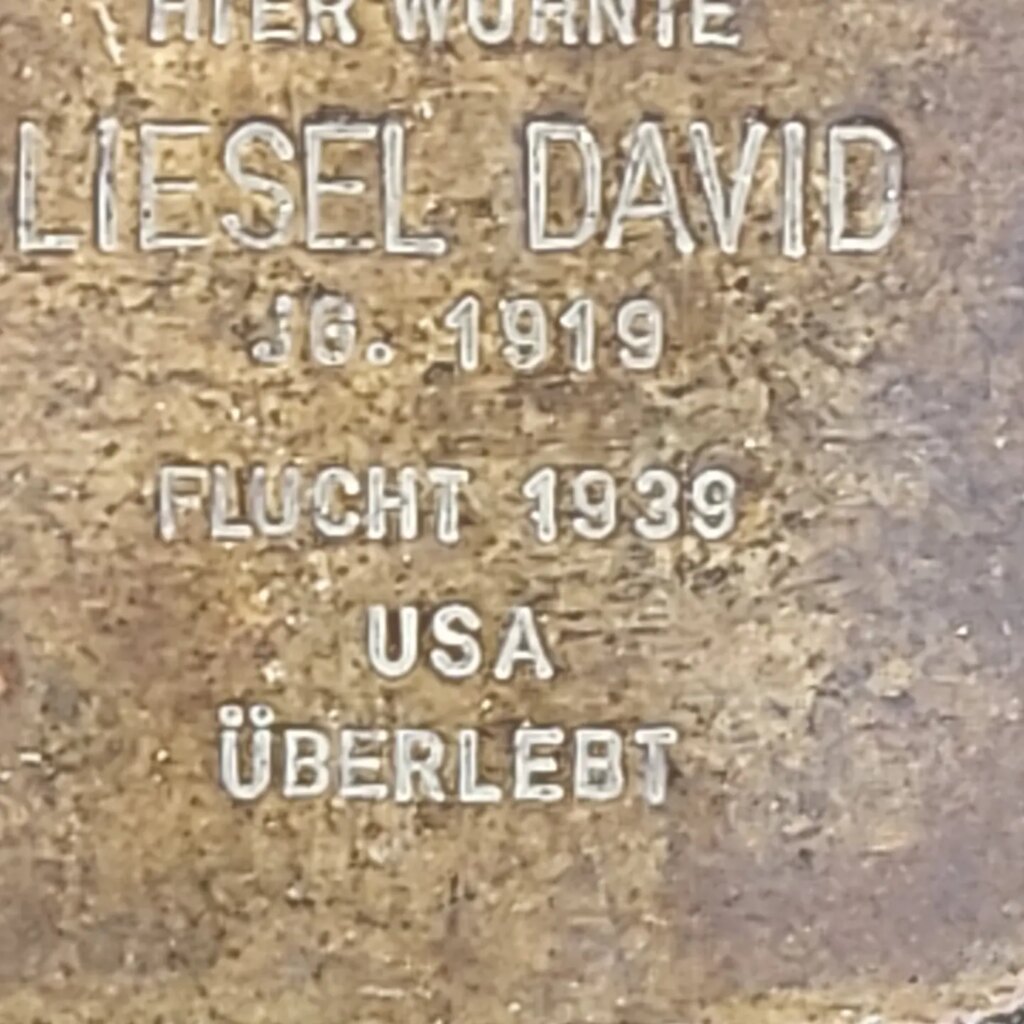 HIER WOHNTE
LIESEL DAVID
JG. 1919
FLUCHT 1939
USA
ÜBERLEBT